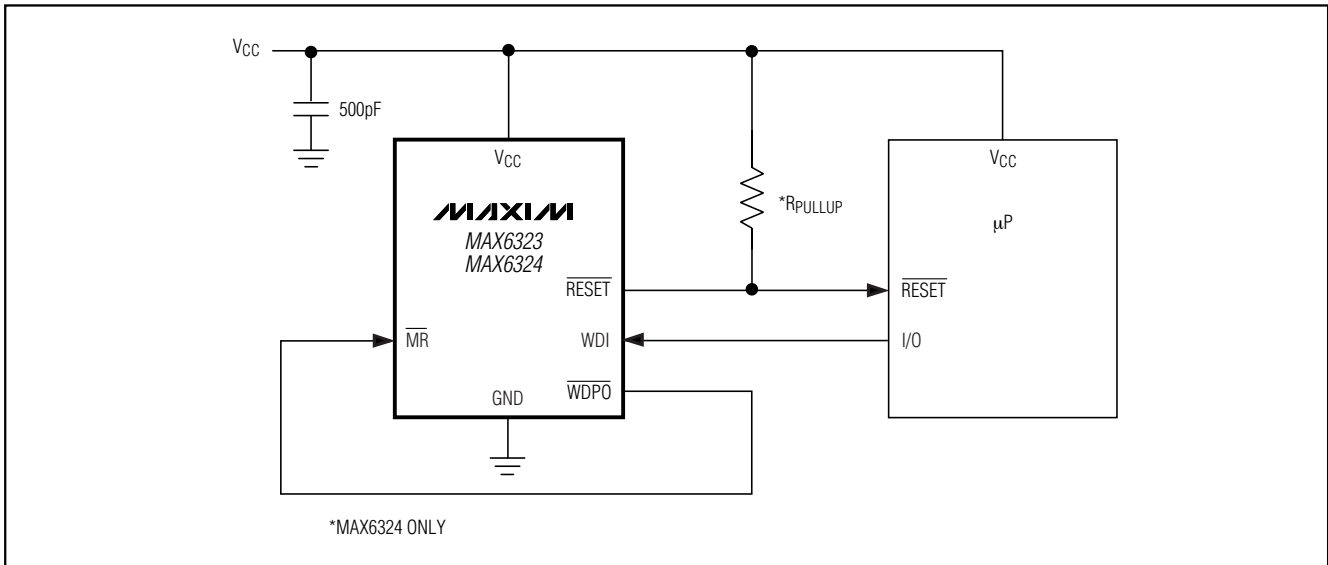 VCC
500pF
VCC
MAXIM
MAX6323
MAX6324
RESET
MR
WDI
WDPO
GND
*RPULLUP
VCC
μP
RESET
I/O
*MAX6324 ONLY